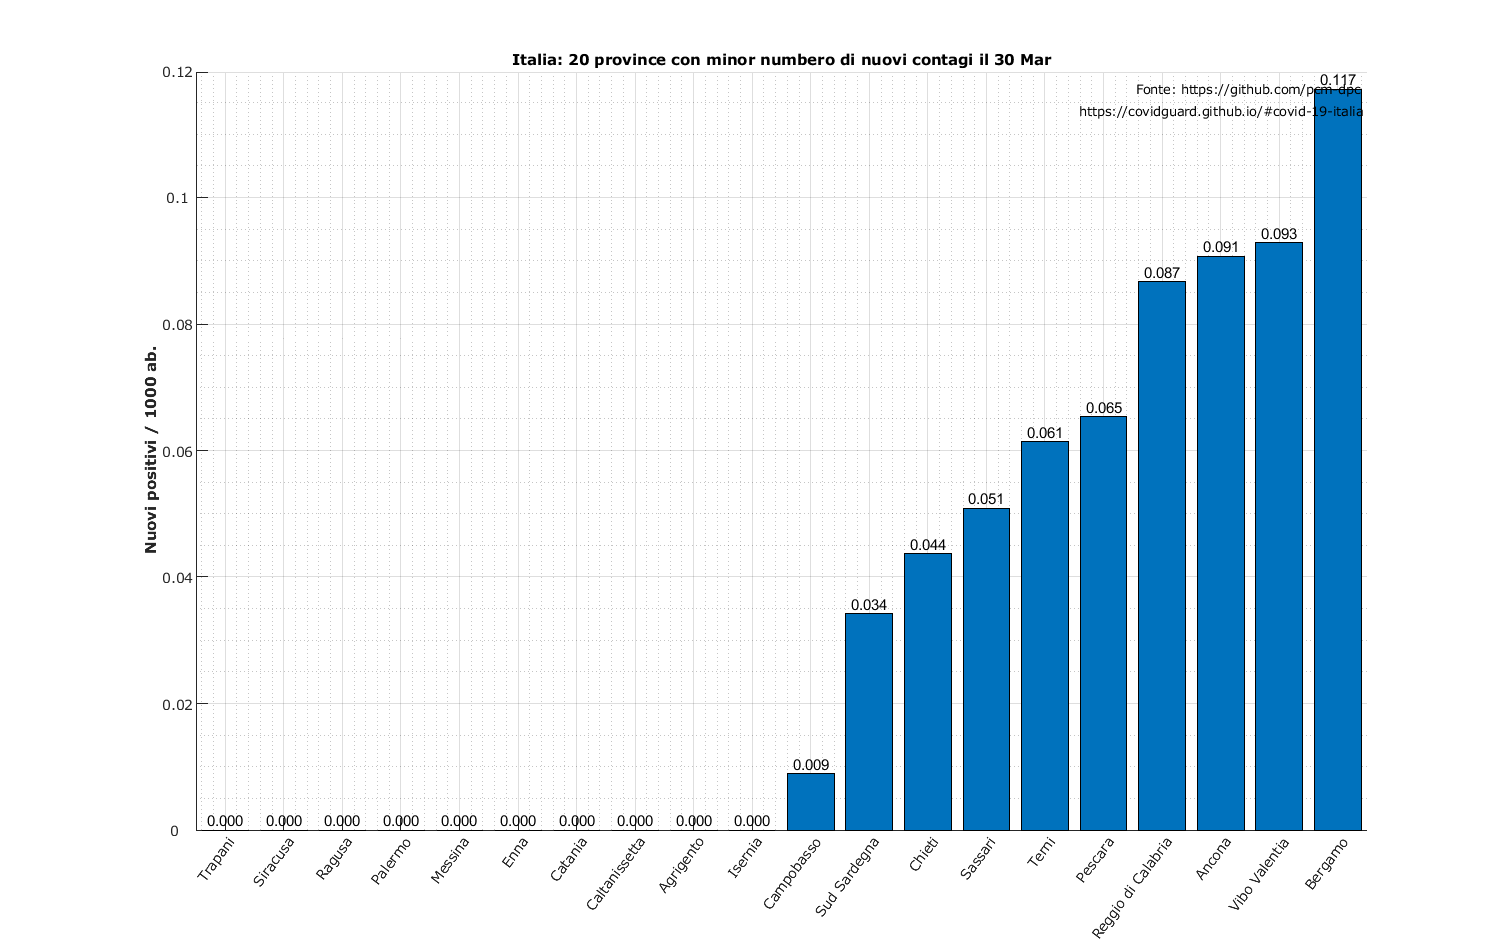 Italia: 20 province con minor numbero di nuovi contagi il 30 Mar
Fonte: https://github.com/pcm-dpc
https://covidguard.github.io/#covid-19-italia
Nuovi positivi / 1000 ab.
0.12
0.1
0.08
0.06
0.04
0.02
0
0.000
0.000
0.000
0.000
0.000
0.000
0.000
0.000
0.000
0.000
0.009
0.034
0.044
0.051
0.061
0.065
0.087
0.091
0.093
0.117
Trapani
Siracusa
Ragusa
Palermo
Messina
Enna
Catania
Caltanissetta
Agrigento
Isernia
Campobasso
Sud Sardegna
Chieti
Sassari
Terni
Pescara
Reggio di Calabria
Ancona
Vibo Valentia
Bergamo